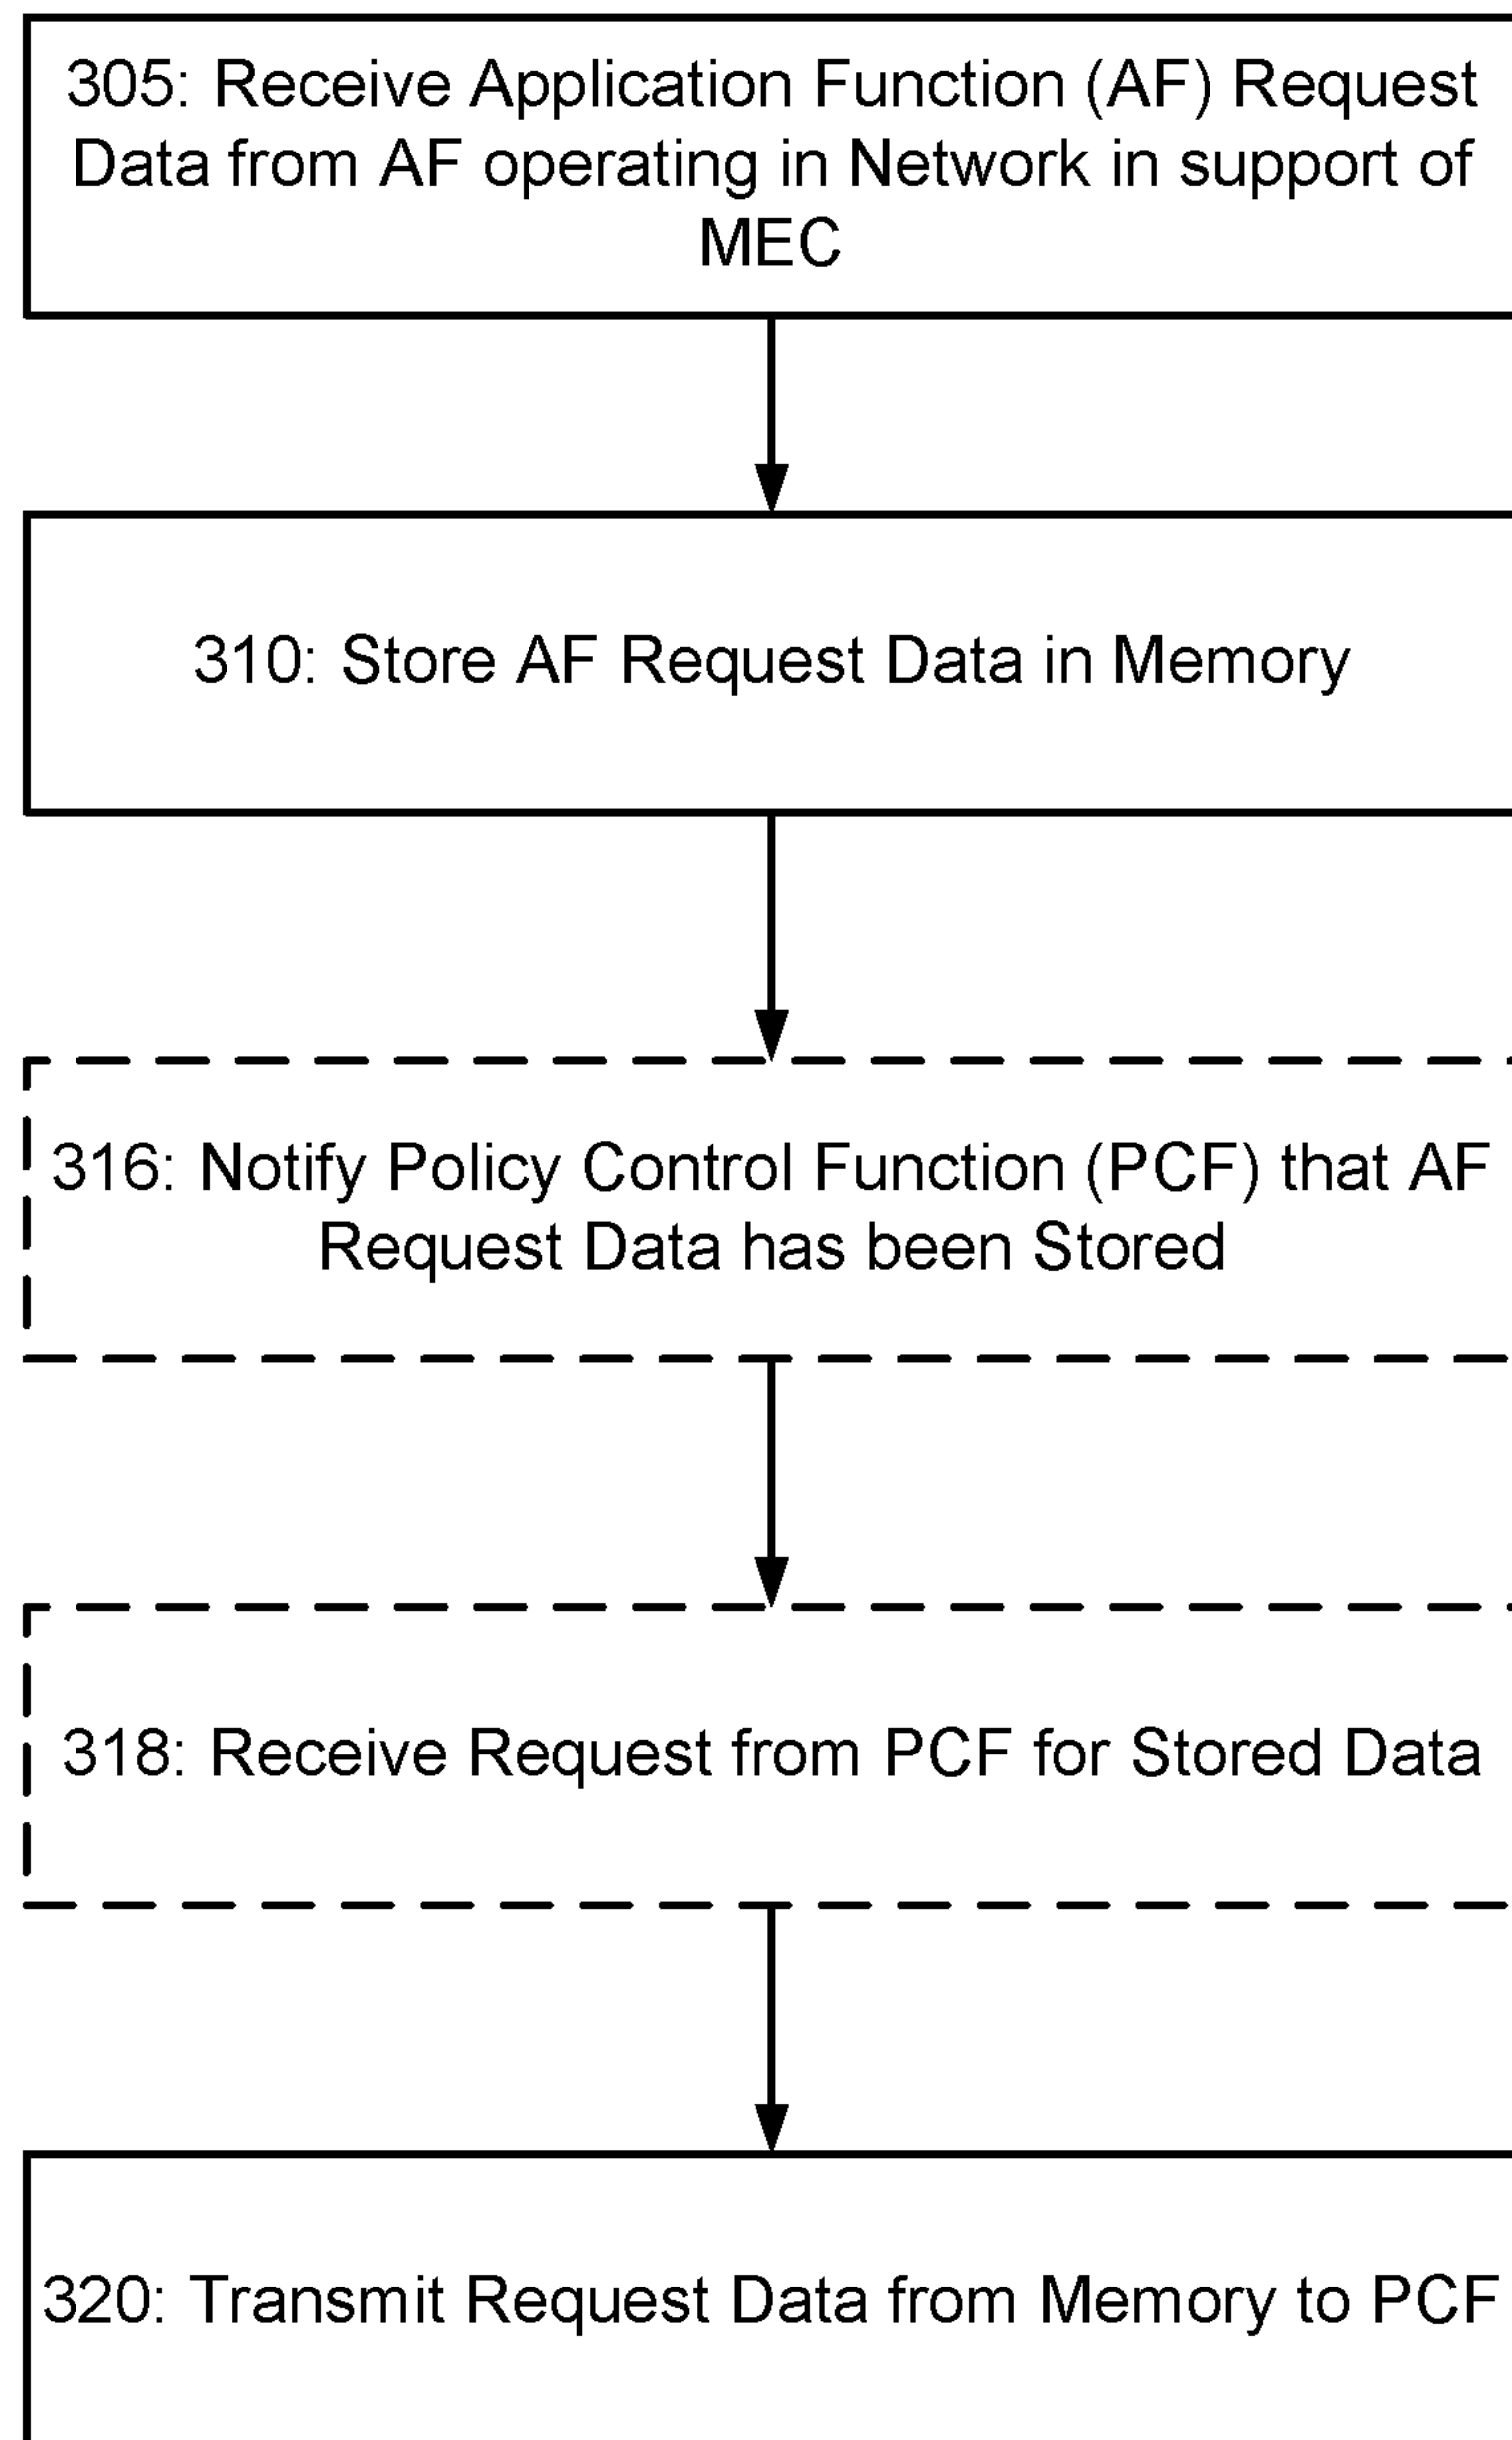 305: Receive Application Function (AF) Request
Data from AF operating in Network in support of
MEC
310: Store AF Request Data in Memory
316: Notify Policy Control Function (PCF) that AF
Request Data has been Stored
318: Receive Request from PCF for Stored Data
320: Transmit Request Data from Memory to PCF